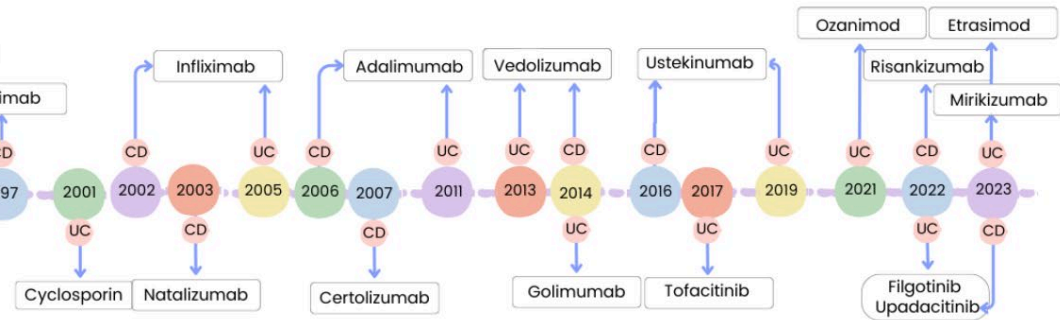 Ozanimod
Etrasimod
Infliximab
Adalimumab
Vedolizumab
Ustekinumab
Risankizumab
imab
Mirikizumab
CD
CD
UC
CD
UC
UC
CD
CD
UC
UC
CD
UC
97
2001
2002
2003
2005
2006
2007
2011
2013
2014
2016
2017
2019
2021
2022
2023
UC
CD
CD
UC
UC
UC
CD
Cyclosporin
Natalizumab
Certolizumab
Golimumab
Tofacitinib
Filgotinib
Upadacitinib